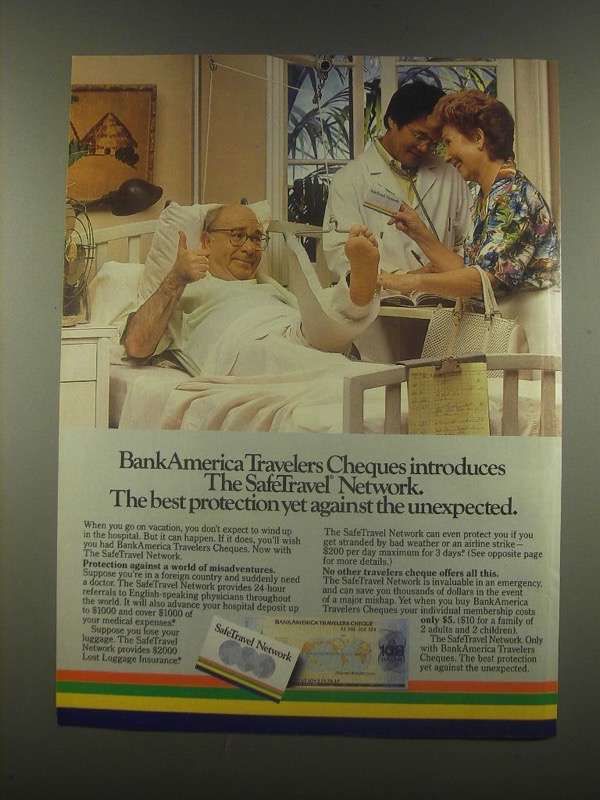 BankAmerica Travelers Cheques introduces
The SafeTravel® Network.
The best protection yet against the unexpected.
When you go on vacation, you don't expect to wind up
in the hospital. But it can happen. If it does, you'll wish
you had BankAmerica Travelers Cheques. Now with
The SafeTravel Network.
Protection against a world of misadventures.
Suppose you're in a foreign country and suddenly need
a doctor. The SafeTravel Network provides 24-hour
referrals to English-speaking physicians throughout
the world. It will also advance your hospital deposit up
to $1000 and cover $1000 of
your medical expenses.*
Suppose you lose your
luggage. The SafeTravel
Network provides $2000
Lost Luggage Insurance.*
The SafeTravel Network can even protect you if you
get stranded by bad weather or an airline strike—
$200 per day maximum for 3 days* (See opposite page
for more details.)
No other travelers cheque offers all this.
The SafeTravel Network is invaluable in an emergency,
and can save you thousands of dollars in the event
of a major mishap. Yet when you buy BankAmerica
Travelers Cheques your individual membership costs
only $5. ($10 for a family of
2 adults and 2 children).
The SafeTravel Network. Only
with BankAmerica Travelers
Cheques. The best protection
yet against the unexpected.
SafeTravel Network
BANKAMERICA TRAVELERS CHEQUE